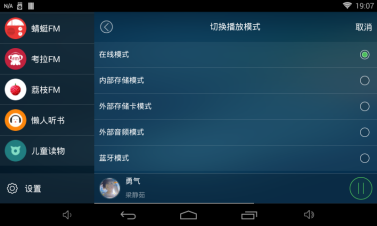 N/A
19:07
蜻蜓FM
考拉FM
荔枝FM
懒人听书
儿童读物
设置
切换播放模式
取消
在线模式
内部存储模式
外部存储卡模式
外部音频模式
蓝牙模式
勇气
梁静茹